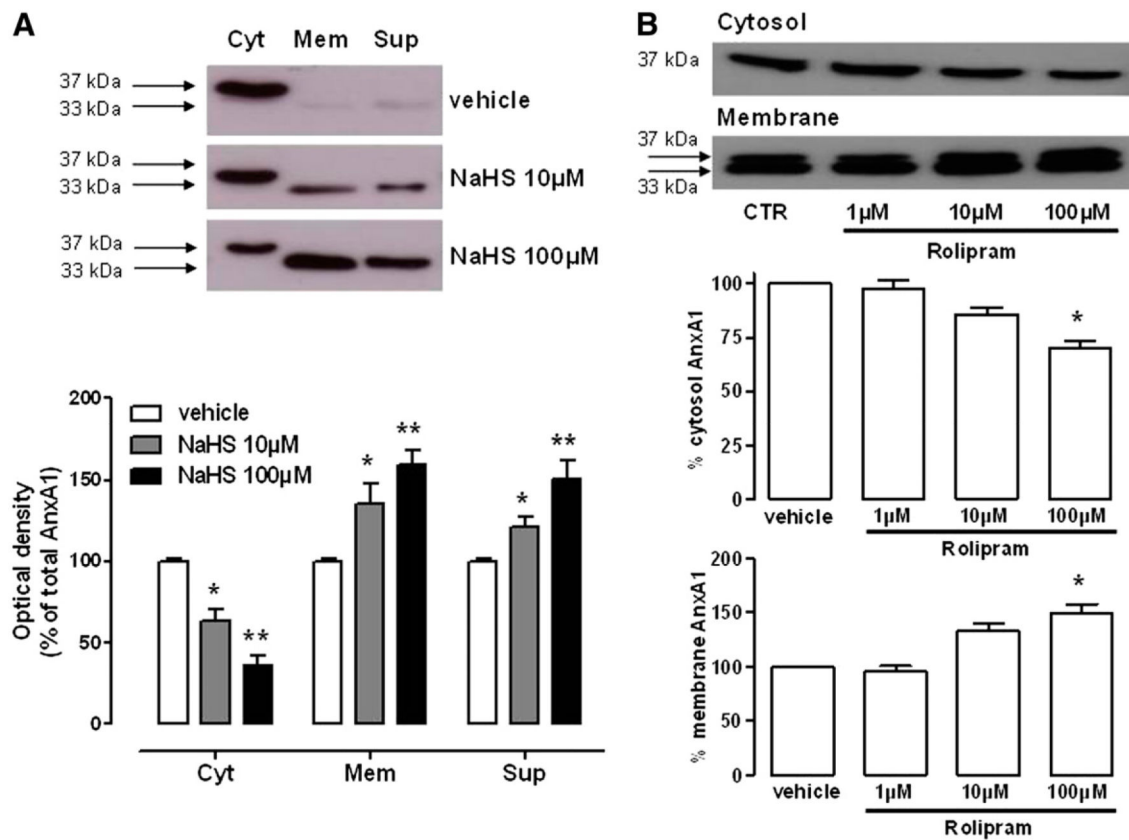 A
Cyt Mem Sup
37 kDa
33 kDa
vehicle
37 kDa
33 kDa
NaHS 10µM
37 kDa
33 kDa
NaHS 100µM
200
150
100
50
0
Optical density
(% of total AnxA1)
vehicle
NaHS 10µM
NaHS 100µM
*
**
*
**
*
**
Cyt Mem Sup
B
Cytosol
37 kDa
Membrane
37 kDa
33 kDa
CTR 1µM 10µM 100µM
Rolipram
100
75
50
25
0
% cytosol AnxA1
*
vehicle 1µM 10µM 100µM
Rolipram
200
150
100
50
100
% membrane AnxA1
*
vehicle 1µM 10µM 100µM
Rolipram